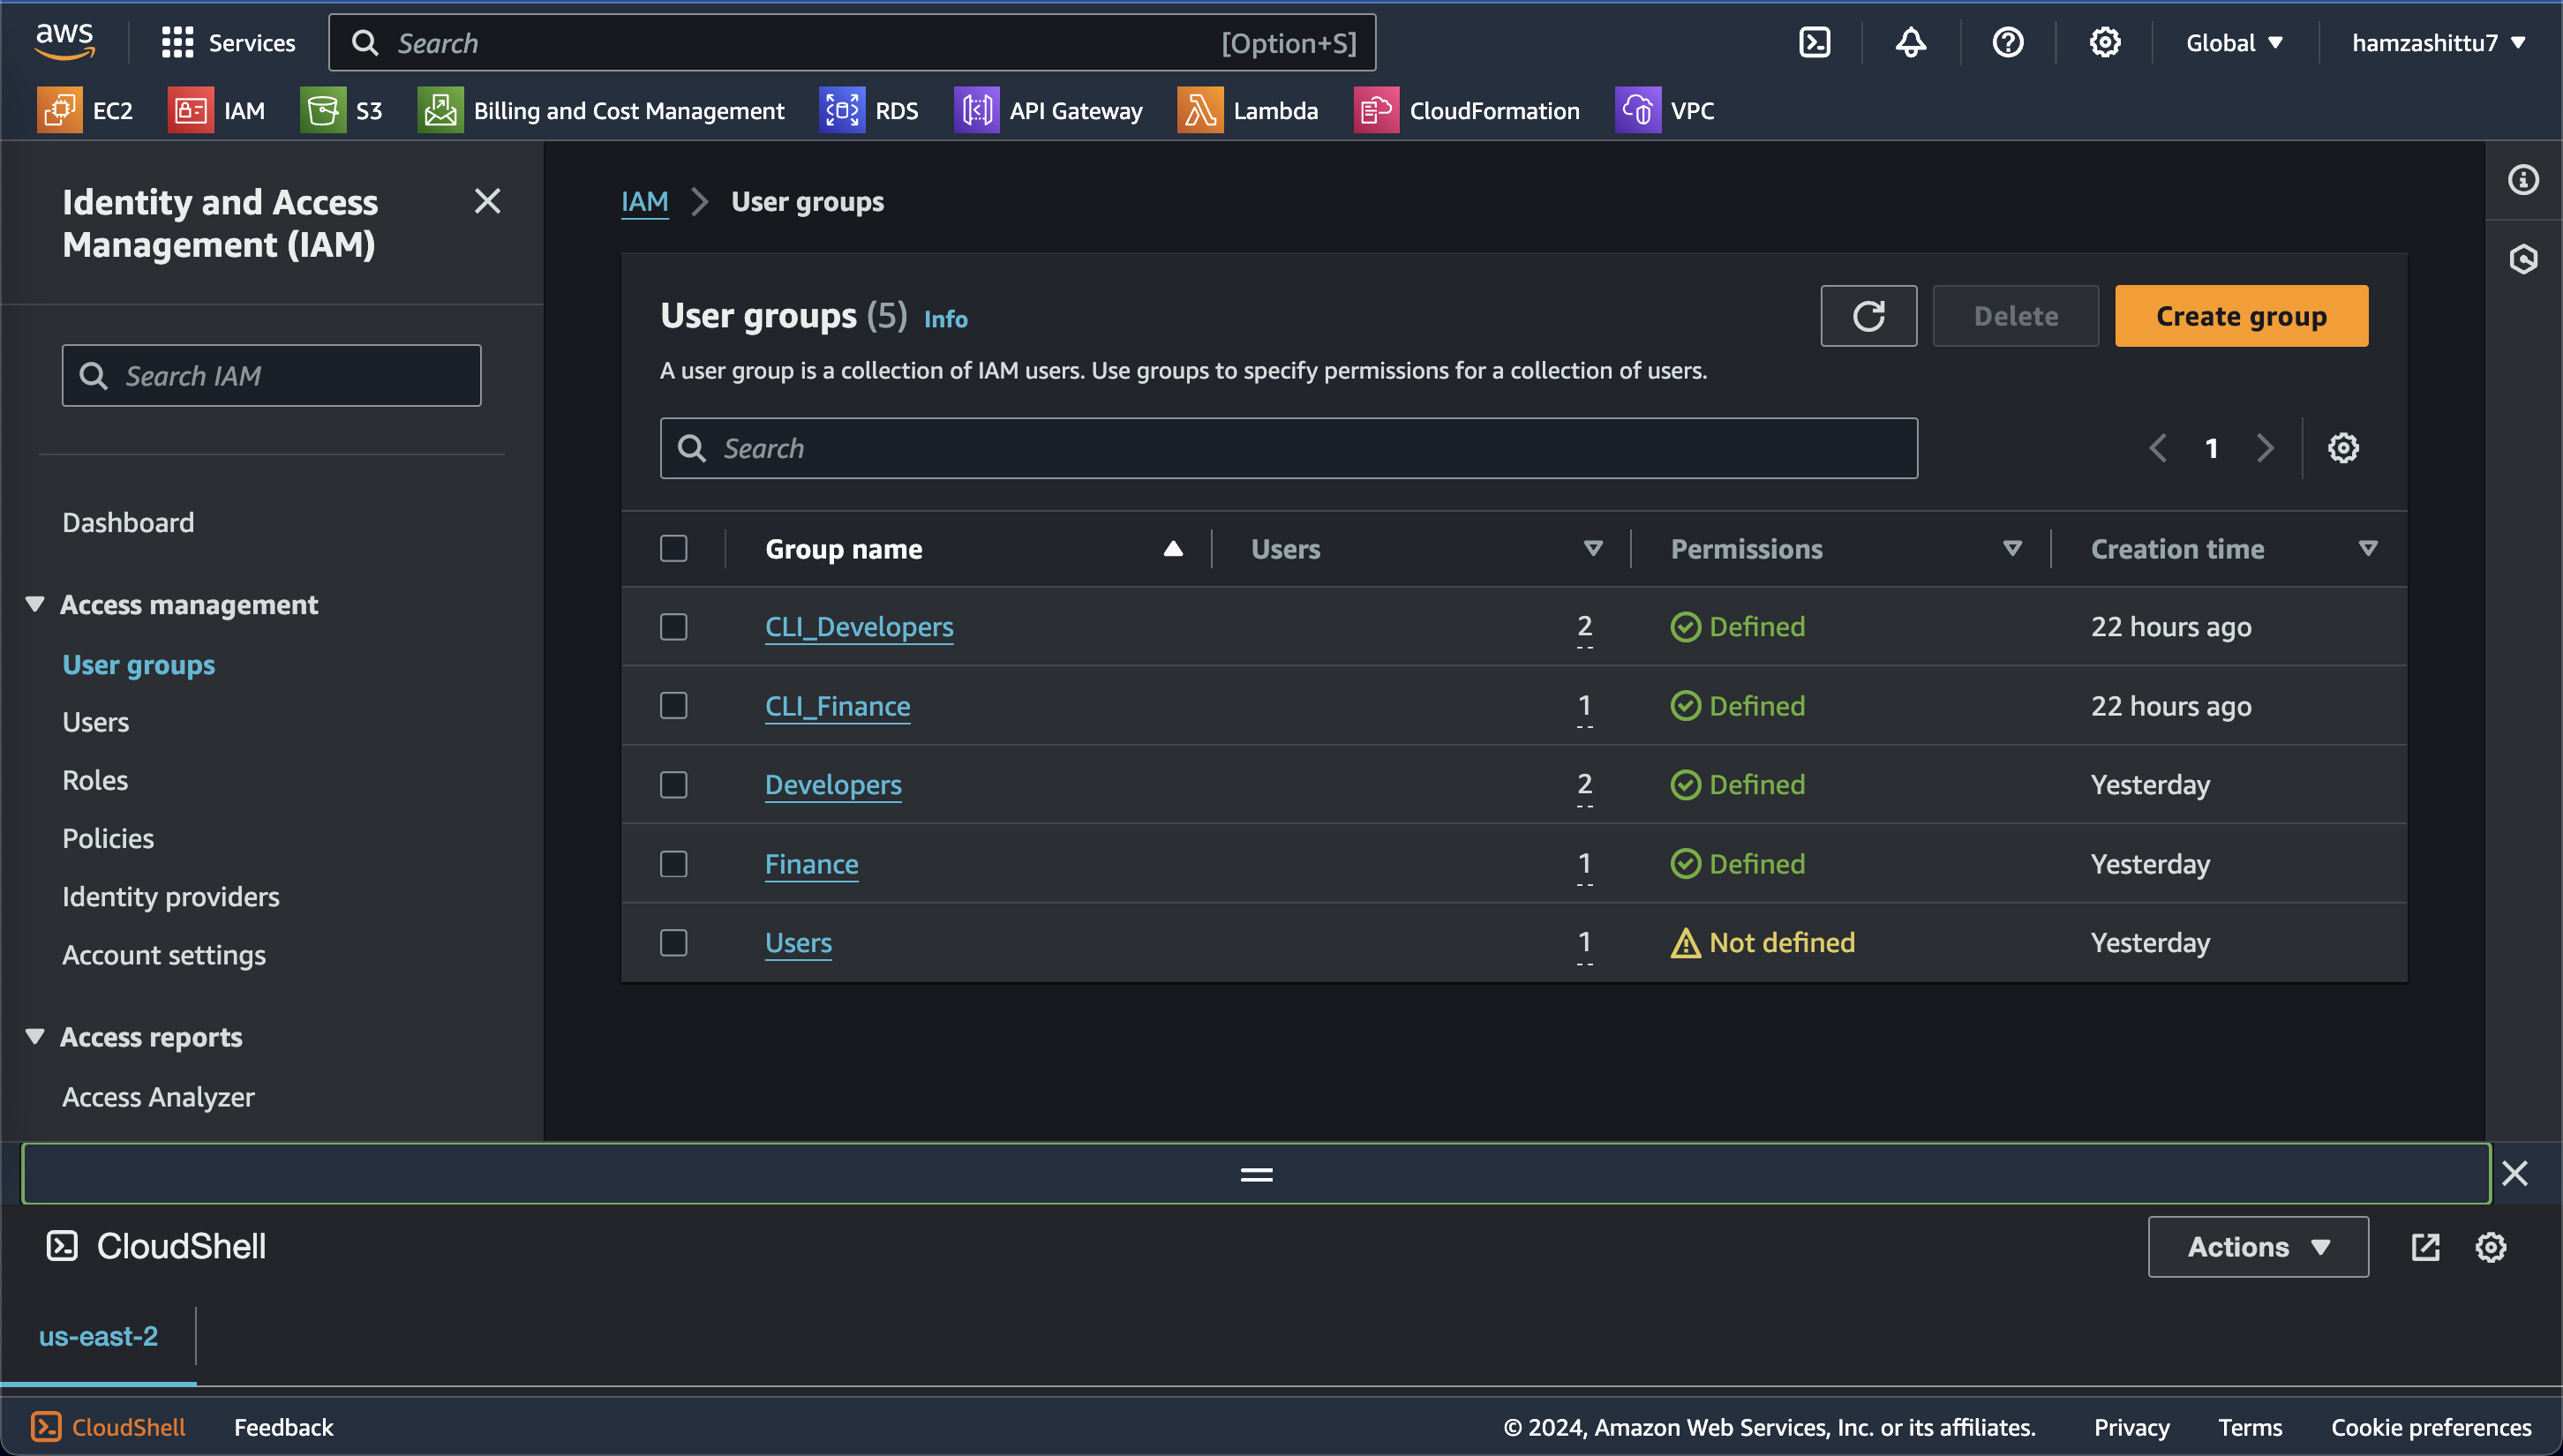 aws
Services
Search
[Option+S]
Global
hamzashittu7
EC2
IAM
S3
Billing and Cost Management
RDS
API Gateway
Lambda
CloudFormation
VPC
Identity and Access
Management (IAM)
Search IAM
Dashboard
Access management
User groups
Users
Roles
Policies
Identity providers
Account settings
Access reports
Access Analyzer
IAM
User groups
User groups (5) Info
Delete
Create group
A user group is a collection of IAM users. Use groups to specify permissions for a collection of users.
Search
1
Group name Users Permissions Creation time
CLI_Developers 2 Defined 22 hours ago
CLI_Finance 1 Defined 22 hours ago
Developers 2 Defined Yesterday
Finance 1 Defined Yesterday
Users 1 Not defined Yesterday
CloudShell
Actions
us-east-2
CloudShell
Feedback
© 2024, Amazon Web Services, Inc. or its affiliates.
Privacy
Terms
Cookie preferences